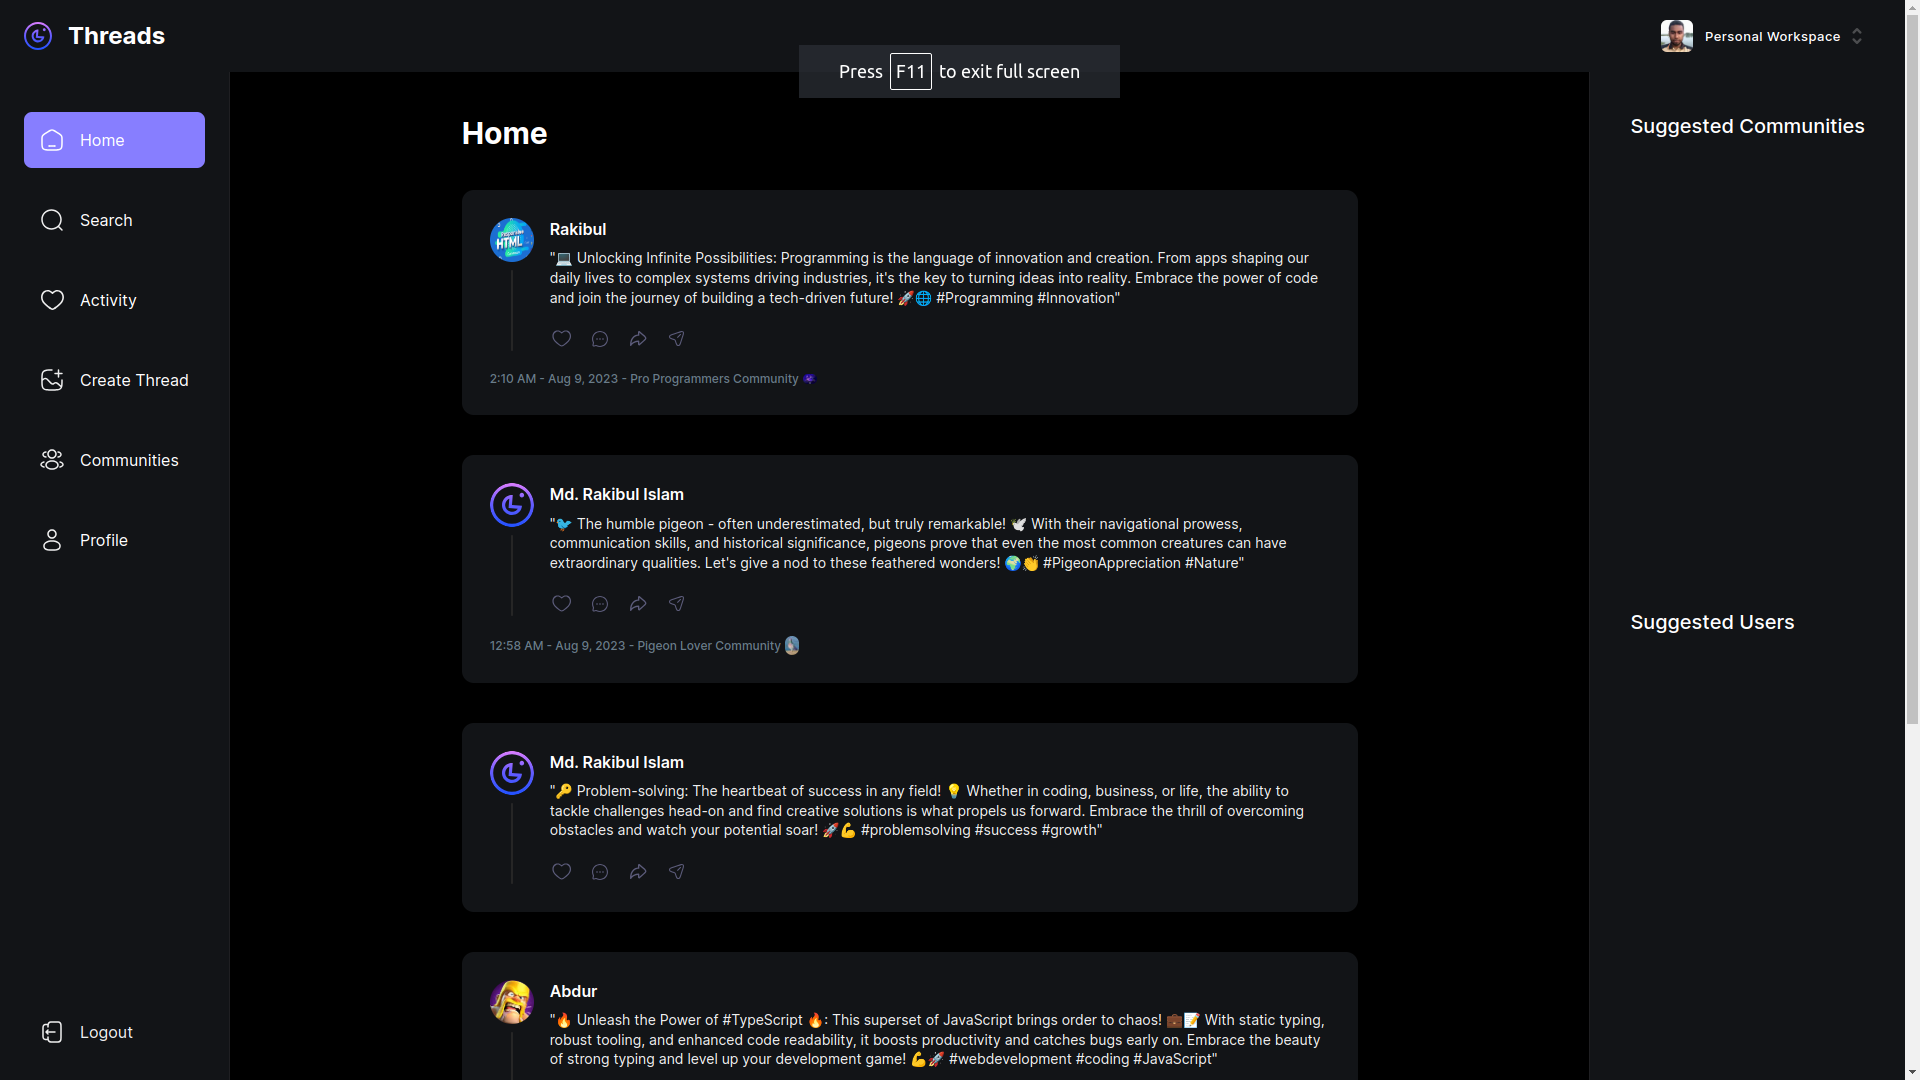 Threads
Personal Workspace
Press F11 to exit full screen
Home
Search
Activity
Create Thread
Communities
Profile
Logout
Home
Rakibul
"💻 Unlocking Infinite Possibilities: Programming is the language of innovation and creation. From apps shaping our
daily lives to complex systems driving industries, it's the key to turning ideas into reality. Embrace the power of code
and join the journey of building a tech-driven future! 🚀🌐 #Programming #Innovation"
2:10 AM - Aug 9, 2023 - Pro Programmers Community
Md. Rakibul Islam
"🐦 The humble pigeon - often underestimated, but truly remarkable! 🕊️ With their navigational prowess,
communication skills, and historical significance, pigeons prove that even the most common creatures can have
extraordinary qualities. Let's give a nod to these feathered wonders! 🌍👏 #PigeonAppreciation #Nature"
12:58 AM - Aug 9, 2023 - Pigeon Lover Community
Md. Rakibul Islam
"🔑 Problem-solving: The heartbeat of success in any field! 💡 Whether in coding, business, or life, the ability to
tackle challenges head-on and find creative solutions is what propels us forward. Embrace the thrill of overcoming
obstacles and watch your potential soar! 🚀💪 #problemsolving #success #growth"
Abdur
"🔥 Unleash the Power of #TypeScript 🔥: This superset of JavaScript brings order to chaos! 💼📝 With static typing,
robust tooling, and enhanced code readability, it boosts productivity and catches bugs early on. Embrace the beauty
of strong typing and level up your development game! 💪🚀 #webdevelopment #coding #JavaScript"
Suggested Communities
Suggested Users
HTML